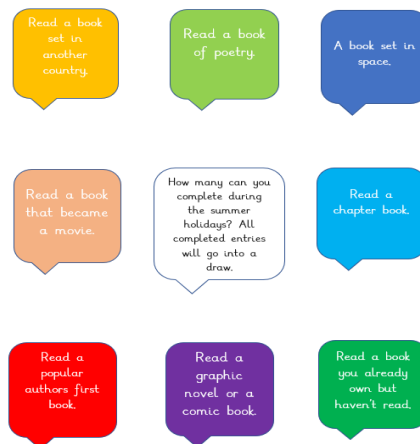 Read a book
set in
another
country.
Read a book
of poetry.
A book set in
space.
Read a book
that became
a movie.
How many can you
complete during
the summer
holidays? All
completed entries
will go into a
draw.
Read a
chapter book.
Read a
popular
authors first
book.
Read a
graphic
novel or a
comic book.
Read a book
you already
own but
haven't read.